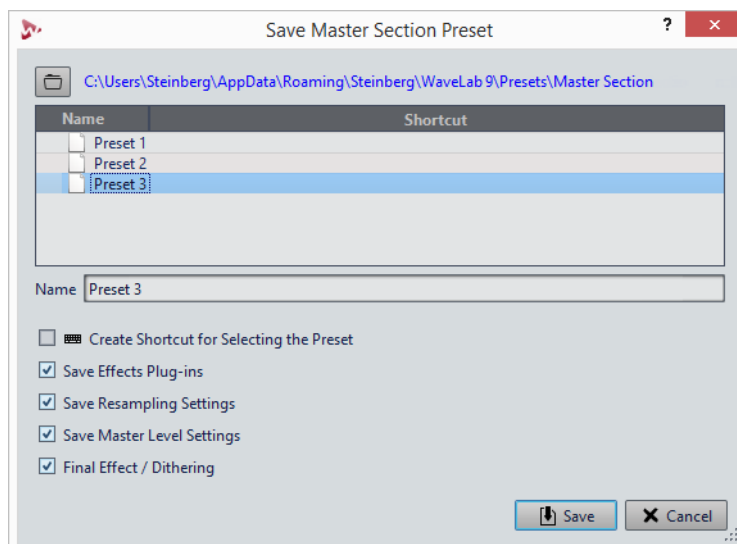 Save Master Section Preset
?
C:\Users\Steinberg\AppData\Roaming\Steinberg\WaveLab 9\Presets\Master Section
Name Shortcut
Preset 1
Preset 2
Preset 3
Name Preset 3
Create Shortcut for Selecting the Preset
Save Effects Plug-ins
Save Resampling Settings
Save Master Level Settings
Final Effect / Dithering
Save Cancel